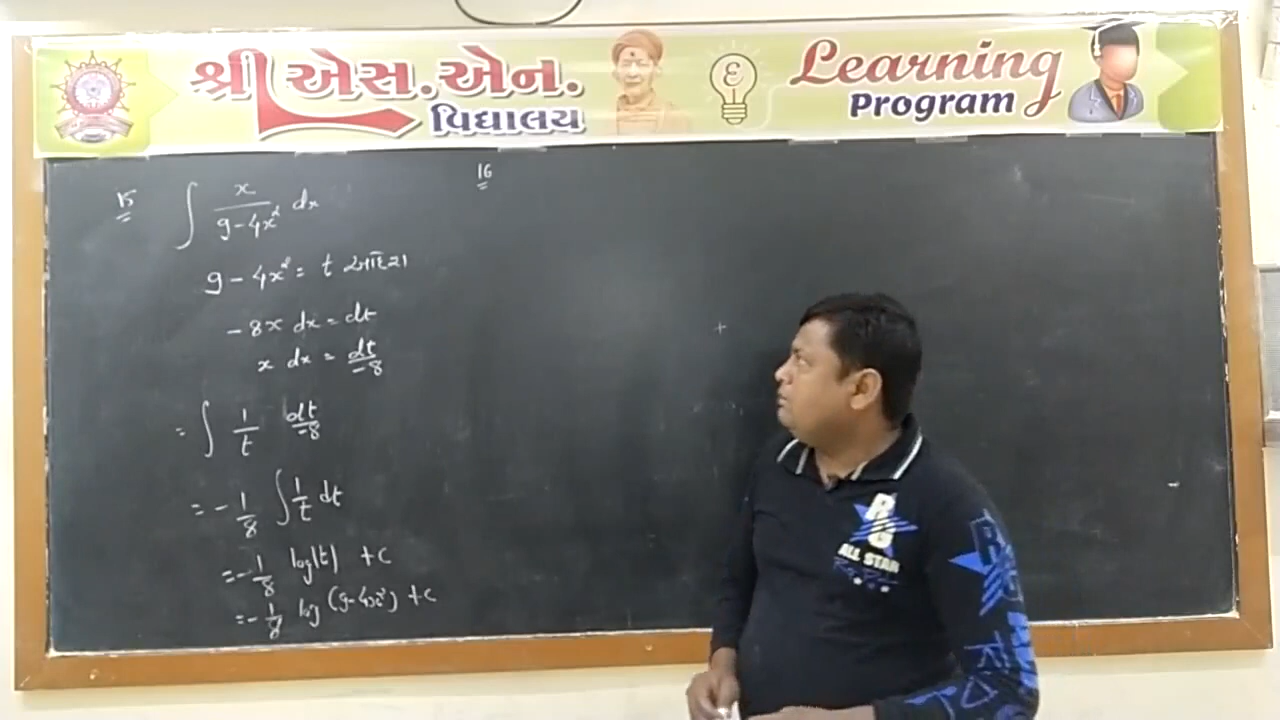 શ્રી એસ.એન.
વિદ્યાલય
Learning
Program
15 ∫ x/(9-4x²) dx
9-4x² = t આદેશ
-8x dx = dt
x dx = dt/-8
= ∫ 1/t dt/-8
= -1/8 ∫ 1/t dt
= -1/8 log|t| + c
= -1/8 log (9-4x²) + c
16
ALL STAR